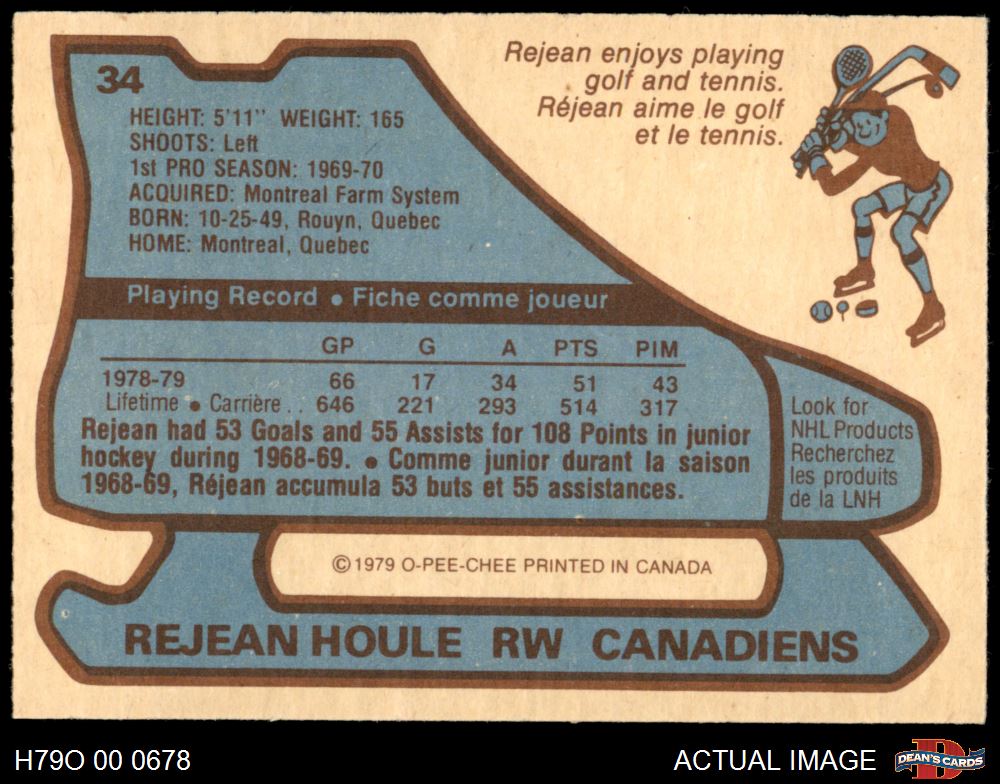 34
HEIGHT: 5'11" WEIGHT: 165
SHOOTS: Left
1st PRO SEASON: 1969-70
ACQUIRED: Montreal Farm System
BORN: 10-25-49, Rouyn, Quebec
HOME: Montreal, Quebec
Rejean enjoys playing
golf and tennis.
Réjean aime le golf
et le tennis.
Playing Record • Fiche comme joueur
GP G A PTS PIM
1978-79 66 17 34 51 43
Lifetime • Carrière . . 646 221 293 514 317
Rejean had 53 Goals and 55 Assists for 108 Points in junior
hockey during 1968-69. • Comme junior durant la saison
1968-69, Réjean accumula 53 buts et 55 assistances.
Look for
NHL Products
Recherchez
les produits
de la LNH
©1979 O-PEE-CHEE PRINTED IN CANADA
REJEAN HOULE RW CANADIENS
H79O 00 0678
ACTUAL IMAGE
DEAN'S CARDS